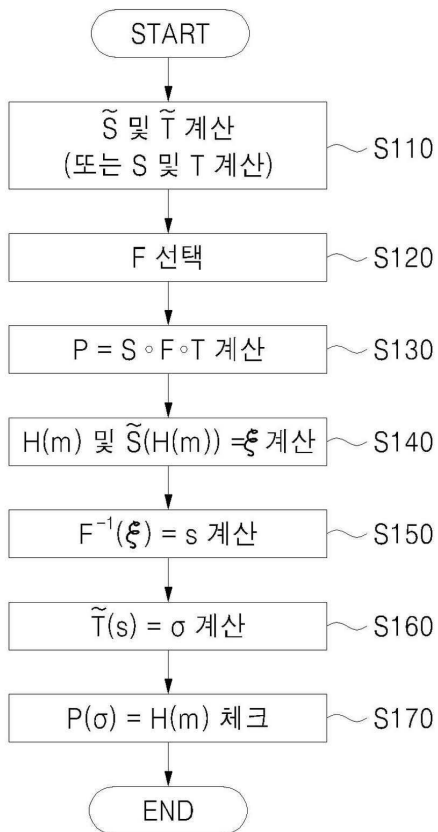 START
S̃ 및 T̃ 계산
(또는 S 및 T 계산)
S110
F 선택
S120
P = S ∘ F ∘ T 계산
S130
H(m) 및 S̃(H(m)) =ξ 계산
S140
F⁻¹(ξ) = s 계산
S150
T̃(s) = σ 계산
S160
P(σ) = H(m) 체크
S170
END